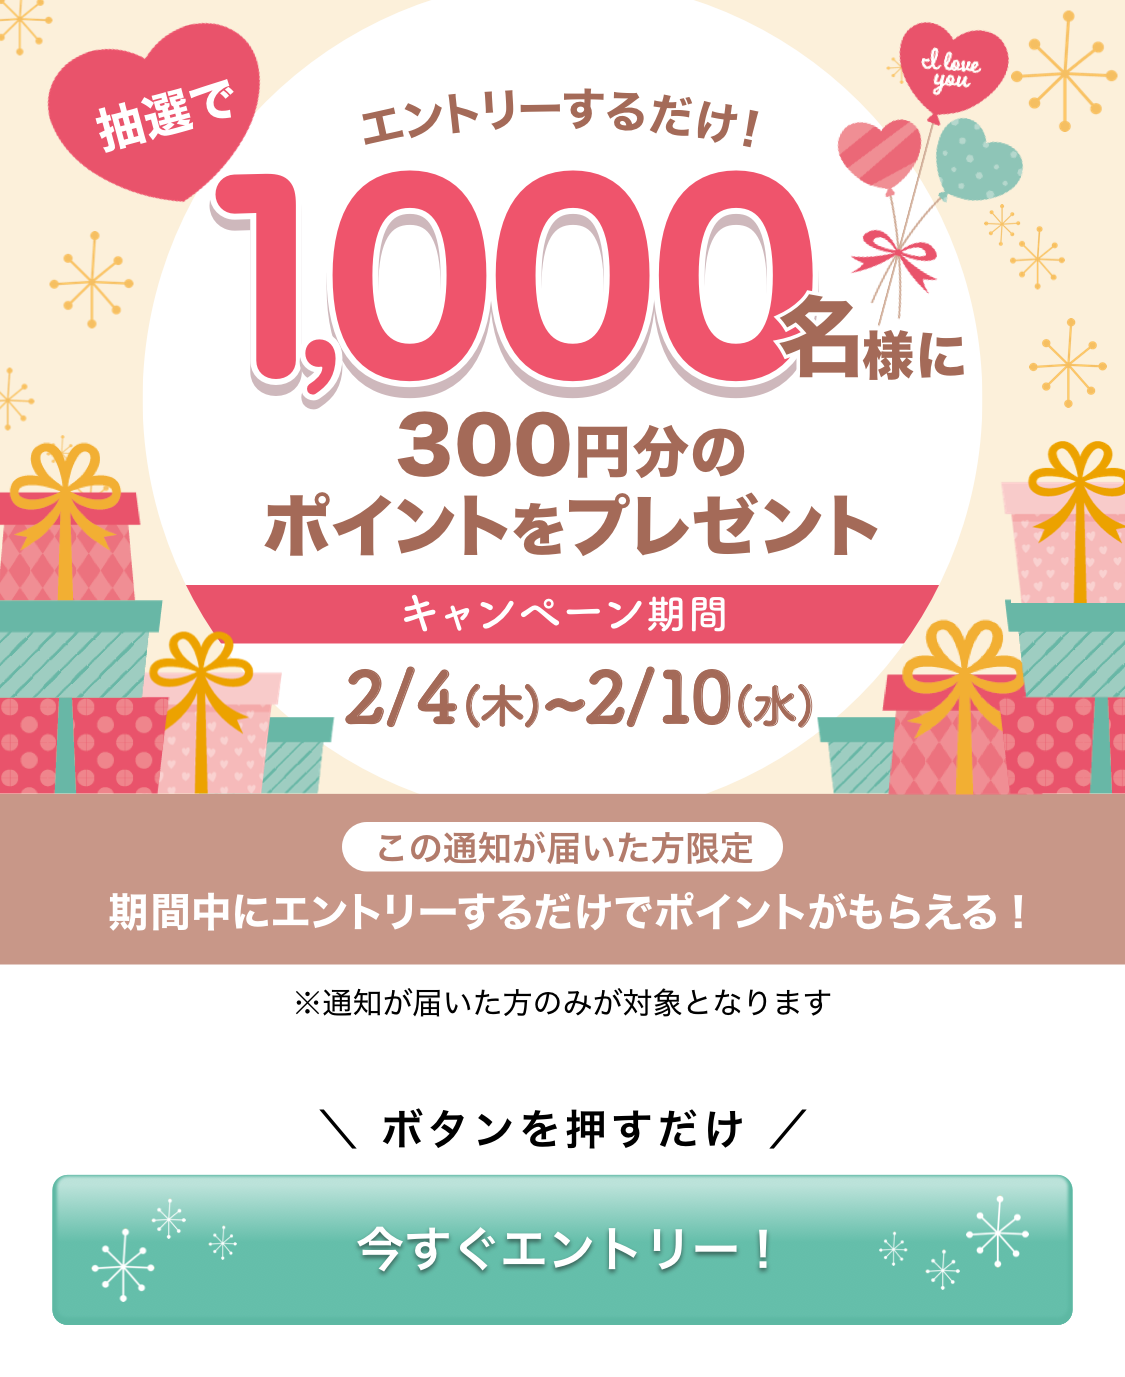 抽選で
エントリーするだけ!
I love
you
1,000名様に
300円分の
ポイントをプレゼント
キャンペーン期間
2/4(木)~2/10(水)
この通知が届いた方限定
期間中にエントリーするだけでポイントがもらえる！
※通知が届いた方のみが対象となります
＼ ボタンを押すだけ ／
今すぐエントリー！